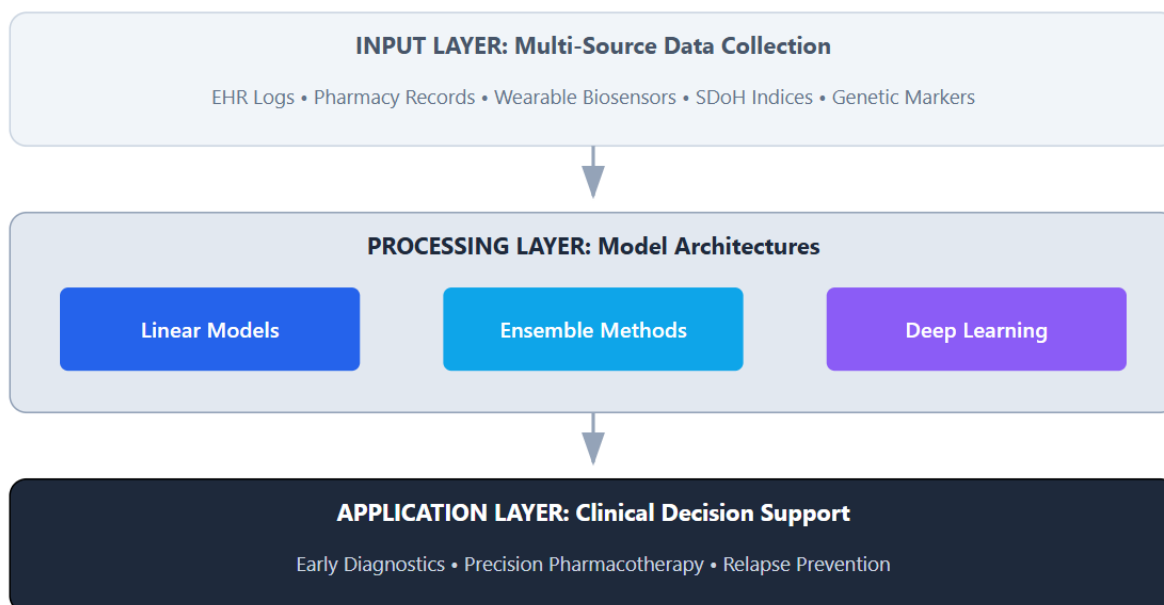 INPUT LAYER: Multi-Source Data Collection
EHR Logs • Pharmacy Records • Wearable Biosensors • SDoH Indices • Genetic Markers
PROCESSING LAYER: Model Architectures
Linear Models
Ensemble Methods
Deep Learning
APPLICATION LAYER: Clinical Decision Support
Early Diagnostics • Precision Pharmacotherapy • Relapse Prevention